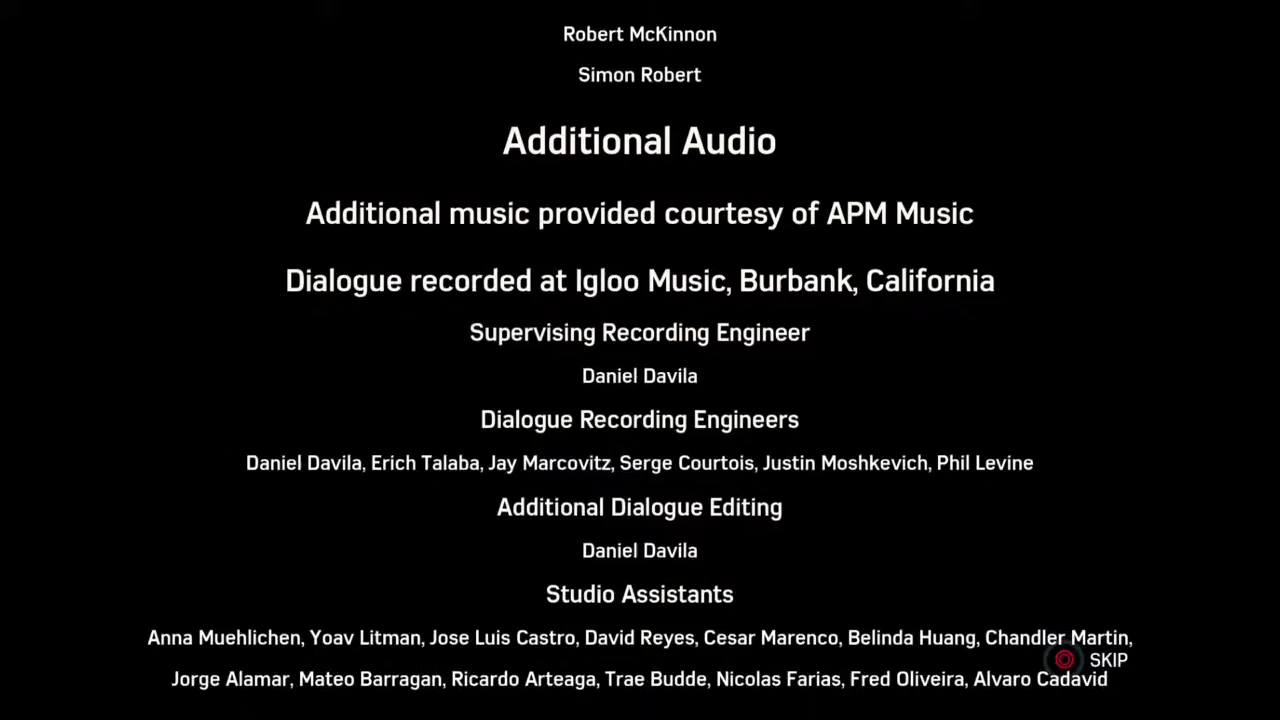 Robert McKinnon
Simon Robert
Additional Audio
Additional music provided courtesy of APM Music
Dialogue recorded at Igloo Music, Burbank, California
Supervising Recording Engineer
Daniel Davila
Dialogue Recording Engineers
Daniel Davila, Erich Talaba, Jay Marcovitz, Serge Courtois, Justin Moshkevich, Phil Levine
Additional Dialogue Editing
Daniel Davila
Studio Assistants
Anna Muehlichen, Yoav Litman, Jose Luis Castro, David Reyes, Cesar Marenco, Belinda Huang, Chandler Martin,
SKIP
Jorge Alamar, Mateo Barragan, Ricardo Arteaga, Trae Budde, Nicolas Farias, Fred Oliveira, Alvaro Cadavid